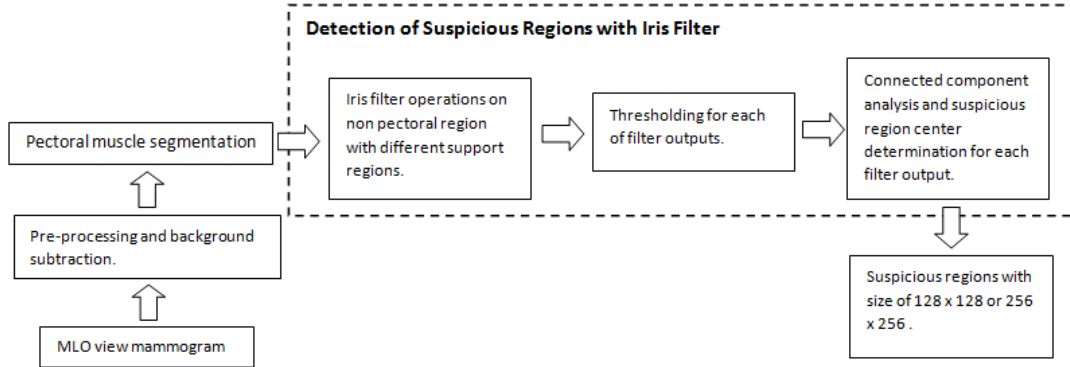 Detection of Suspicious Regions with Iris Filter
MLO view mammogram
Pre-processing and background
subtraction.
Pectoral muscle segmentation
Iris filter operations on
non pectoral region
with different support
regions.
Thresholding for each
of filter outputs.
Connected component
analysis and suspicious
region center
determination for each
filter output.
Suspicious regions with
size of 128 x 128 or 256
x 256 .